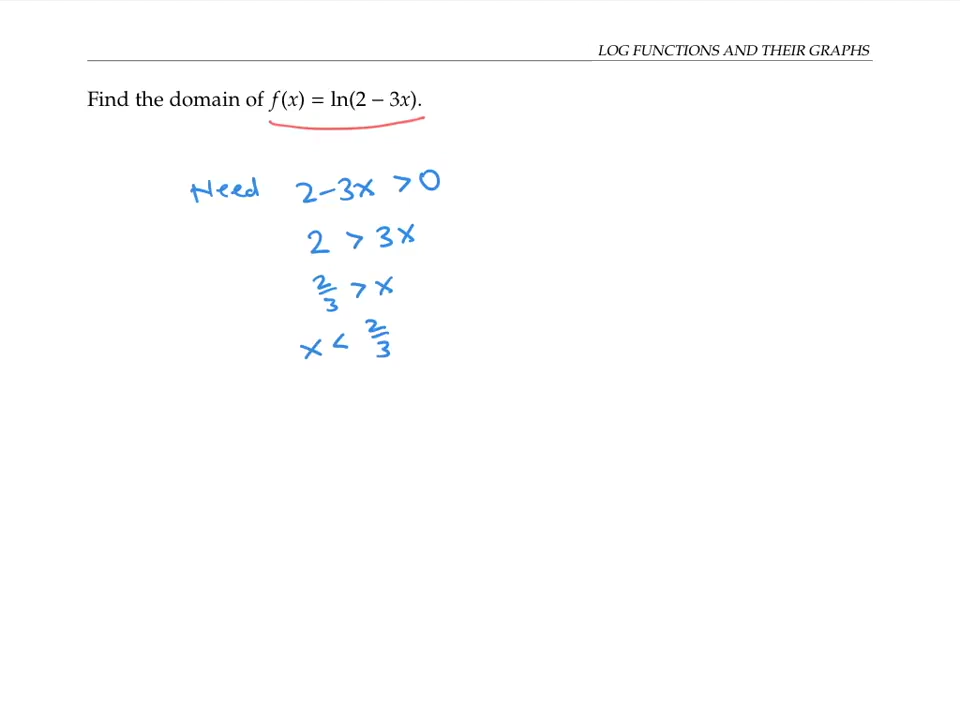 LOG FUNCTIONS AND THEIR GRAPHS
Find the domain of f(x) = ln(2 − 3x).
Need 2-3x > 0
2 > 3x
2/3 > x
x < 2/3